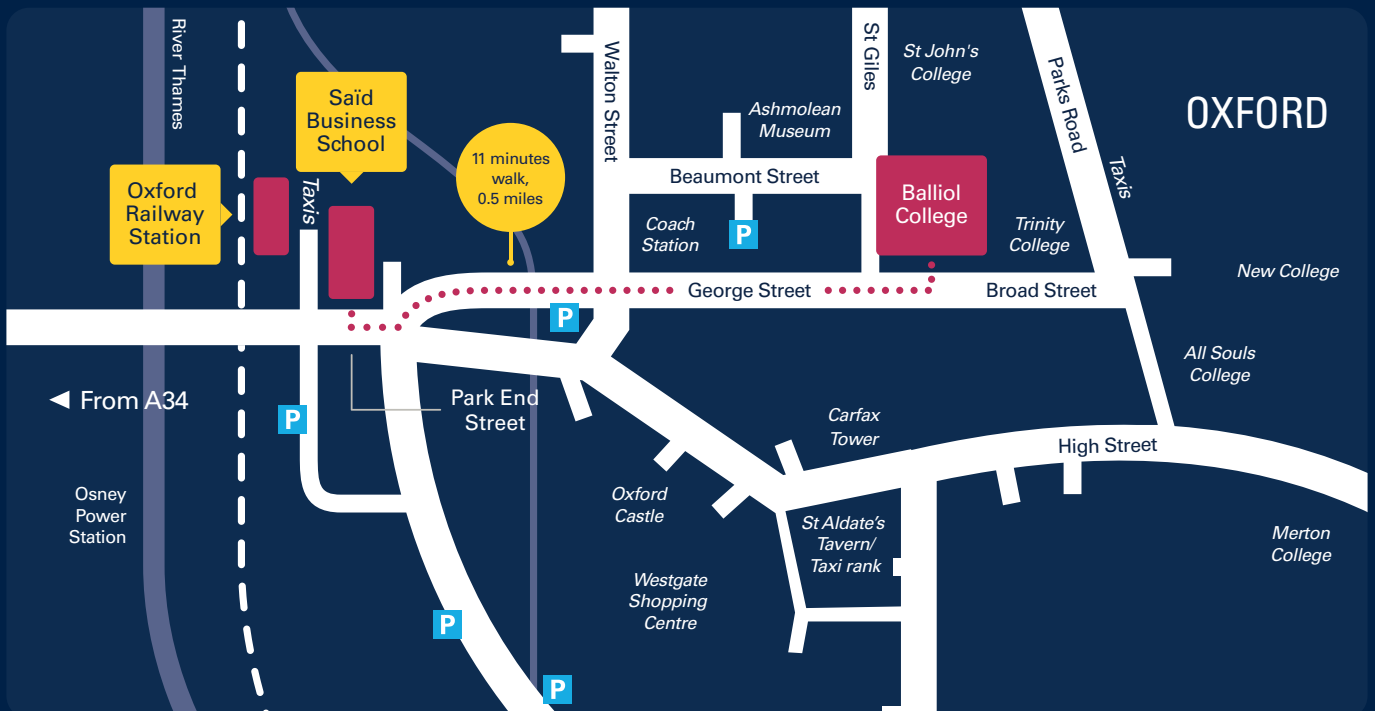 River Thames
Saïd
Business
School
11 minutes
walk,
0.5 miles
Oxford
Railway
Station
Taxis
Walton Street
St Giles
St John's
College
Parks Road
Taxis
OXFORD
Ashmolean
Museum
Beaumont Street
Balliol
College
Coach
Station
P
Trinity
College
New College
George Street
Broad Street
P
All Souls
College
◄ From A34
P
Park End
Street
Carfax
Tower
High Street
Osney
Power
Station
Oxford
Castle
St Aldate's
Tavern/
Taxi rank
Merton
College
Westgate
Shopping
Centre
P
P